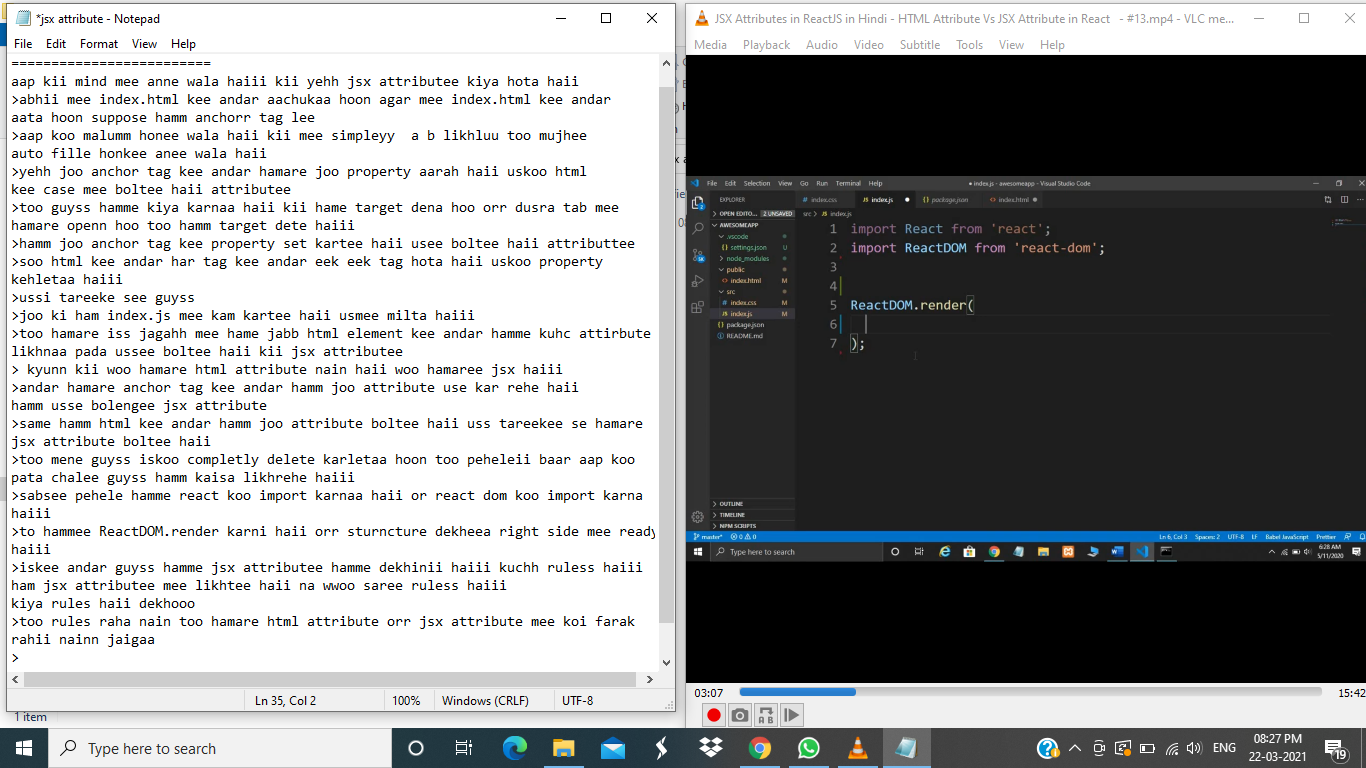 *jsx attribute - Notepad
File Edit Format View Help
=========================
aap kii mind mee anne wala haiii kii yehh jsx attributee kiya hota haii
>abhii mee index.html kee andar aachukaa hoon agar mee index.html kee andar
aata hoon suppose hamm anchorr tag lee
>aap koo malumm honee wala haii kii mee simpleyy  a b likhluu too mujhee
auto fille honkee anee wala haii
>yehh joo anchor tag kee andar hamare joo property aarah haii uskoo html
kee case mee boltee haii attributee
>too guyss hamme kiya karnaa haii kii hame target dena hoo orr dusra tab mee
hamare openn hoo too hamm target dete haiii
>hamm joo anchor tag kee property set kartee haii usee boltee haii attributtee
>soo html kee andar har tag kee andar eek eek tag hota haii uskoo property
kehletaa haiii
>ussi tareeke see guyss
>joo ki ham index.js mee kam kartee haii usmee milta haiii
>too hamare iss jagahh mee hame jabb html element kee andar hamme kuhc attirbute
likhnaa pada ussee boltee haii kii jsx attributee
> kyunn kii woo hamare html attribute nain haii woo hamaree jsx haiii
>andar hamare anchor tag kee andar hamm joo attribute use kar rehe haii
hamm usse bolengee jsx attribute
>same hamm html kee andar hamm joo attribute boltee haii uss tareekee se hamare
jsx attribute boltee haii
>too mene guyss iskoo completly delete karletaa hoon too peheleii baar aap koo
pata chalee guyss hamm kaisa likhrehe haiii
>sabsee pehele hamme react koo import karnaa haii or react dom koo import karna
haiii
>to hammee ReactDOM.render karni haii orr sturncture dekheea right side mee ready
haiii
>iskee andar guyss hamme jsx attributee hamme dekhinii haiii kuchh ruless haiii
ham jsx attributee mee likhtee haii na wwoo saree ruless haiii
kiya rules haii dekhooo
>too rules raha nain too hamare html attribute orr jsx attribute mee koi farak
rahii nainn jaigaa
>
Ln 35, Col 2 100% Windows (CRLF) UTF-8
1 item
JSX Attributes in ReactJS in Hindi - HTML Attribute Vs JSX Attribute in React - #13.mp4 - VLC me...
Media Playback Audio Video Subtitle Tools View Help
File Edit Selection View Go Run Terminal Help
● index.js - awesomeapp - Visual Studio Code
EXPLORER
OPEN EDITO... 2 UNSAVED
AWESOMEAPP
.vscode
settings.json U
node_modules
public
index.html M
src
index.css M
index.js M
package.json
README.md
OUTLINE
TIMELINE
NPM SCRIPTS
index.css index.js package.json index.html
src > index.js
1 import React from 'react';
2 import ReactDOM from 'react-dom';
3
4
5 ReactDOM.render(
6
7 );
master* 0 0 Ln 6, Col 3 Spaces: 2 UTF-8 LF Babel JavaScript Prettier
Type here to search
6:28 AM
5/11/2020
03:07 15:42
Type here to search
ENG
08:27 PM
22-03-2021
19